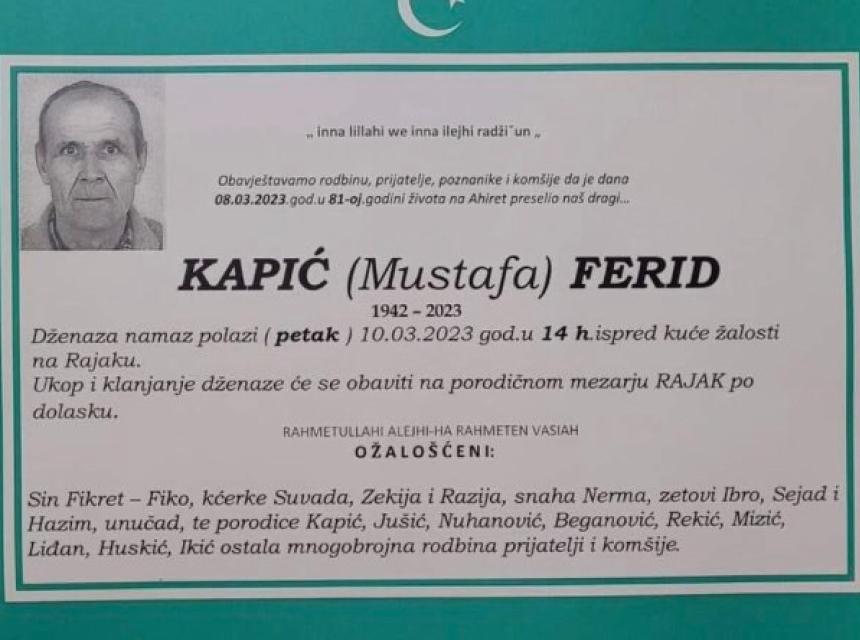 „ inna lillahi we inna ilejhi radži˝un „
Obavještavamo rodbinu, prijatelje, poznanike i komšije da je dana
08.03.2023.god.u 81-oj.godini života na Ahiret preselio naš dragi...
KAPIĆ (Mustafa) FERID
1942 – 2023
Dženaza namaz polazi ( petak ) 10.03.2023 god.u 14 h.ispred kuće žalosti
na Rajaku.
Ukop i klanjanje dženaze će se obaviti na porodičnom mezarju RAJAK po
dolasku.
RAHMETULLAHI ALEJHI-HA RAHMETEN VASIAH
OŽALOŠĆENI:
Sin Fikret – Fiko, kćerke Suvada, Zekija i Razija, snaha Nerma, zetovi Ibro, Sejad i
Hazim, unučad, te porodice Kapić, Jušić, Nuhanović, Beganović, Rekić, Mizić,
Liđan, Huskić, Ikić ostala mnogobrojna rodbina prijatelji i komšije.